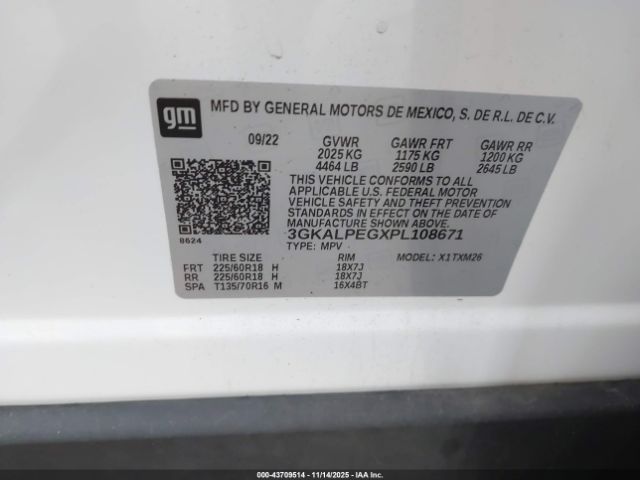 gm
MFD BY GENERAL MOTORS DE MEXICO, S. DE R.L. DE C.V.
09/22 GVWR GAWR FRT GAWR RR
2025 KG 1175 KG 1200 KG
4464 LB 2590 LB 2645 LB
THIS VEHICLE CONFORMS TO ALL
APPLICABLE U.S. FEDERAL MOTOR
VEHICLE SAFETY AND THEFT PREVENTION
STANDARDS IN EFFECT ON THE DATE OF
MANUFACTURE SHOWN ABOVE.
3GKALPEGXPL108671
8624 TYPE: MPV MODEL: X1TXM26
TIRE SIZE RIM
FRT 225/60R18 H 18X7J
RR 225/60R18 H 18X7J
SPA T135/70R16 M 16X4BT
000-43709514 - 11/14/2025 - IAA Inc.